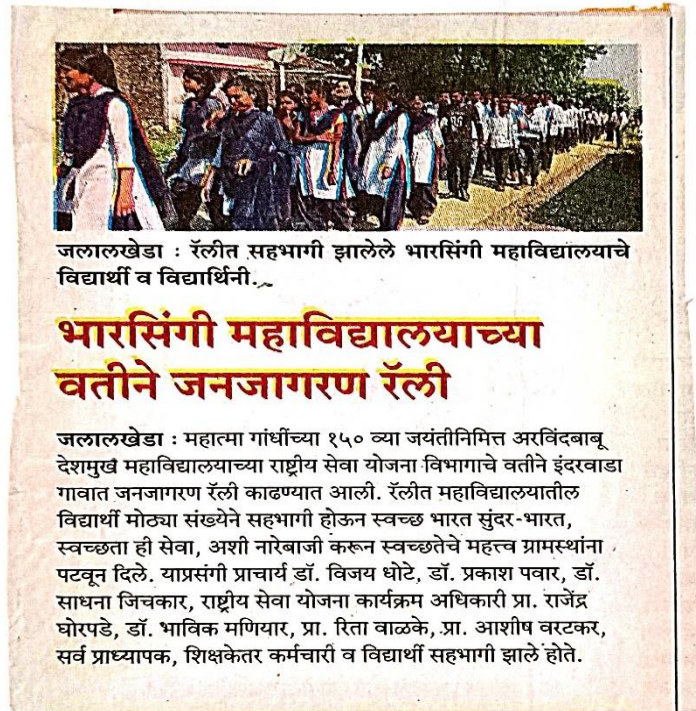 जलालखेडा : रॅलीत सहभागी झालेले भारसिंगी महाविद्यालयाचे
विद्यार्थी व विद्यार्थिनी.
भारसिंगी महाविद्यालयाच्या
वतीने जनजागरण रॅली
जलालखेडा : महात्मा गांधींच्या १५० व्या जयंतीनिमित्त अरविंदबाबू
देशमुख महाविद्यालयाच्या राष्ट्रीय सेवा योजना विभागाचे वतीने इंदरवाडा
गावात जनजागरण रॅली काढण्यात आली. रॅलीत महाविद्यालयातील
विद्यार्थी मोठ्या संख्येने सहभागी होऊन स्वच्छ भारत सुंदर-भारत,
स्वच्छता ही सेवा, अशी नारेबाजी करून स्वच्छतेचे महत्त्व ग्रामस्थांना
पटवून दिले. याप्रसंगी प्राचार्य डॉ. विजय धोटे, डॉ. प्रकाश पवार, डॉ.
साधना जिचकार, राष्ट्रीय सेवा योजना कार्यक्रम अधिकारी प्रा. राजेंद्र
घोरपडे, डॉ. भाविक मणियार, प्रा. रिता वाळके, प्रा. आशीष वरटकर,
सर्व प्राध्यापक, शिक्षकेतर कर्मचारी व विद्यार्थी सहभागी झाले होते.